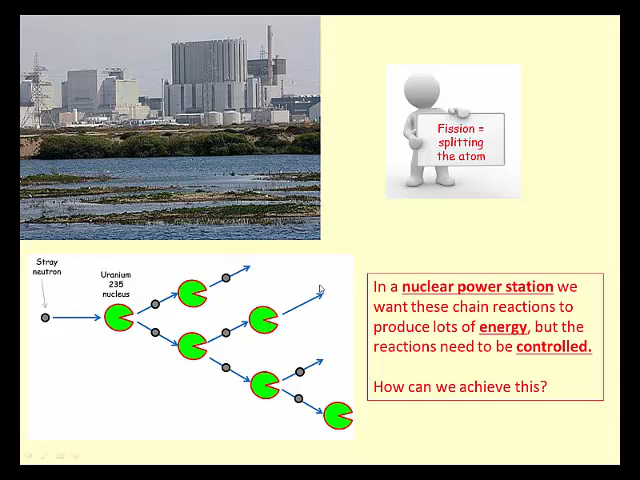 Fission =
splitting
the atom
Stray
neutron
Uranium
235
nucleus
In a nuclear power station we
want these chain reactions to
produce lots of energy, but the
reactions need to be controlled.
How can we achieve this?